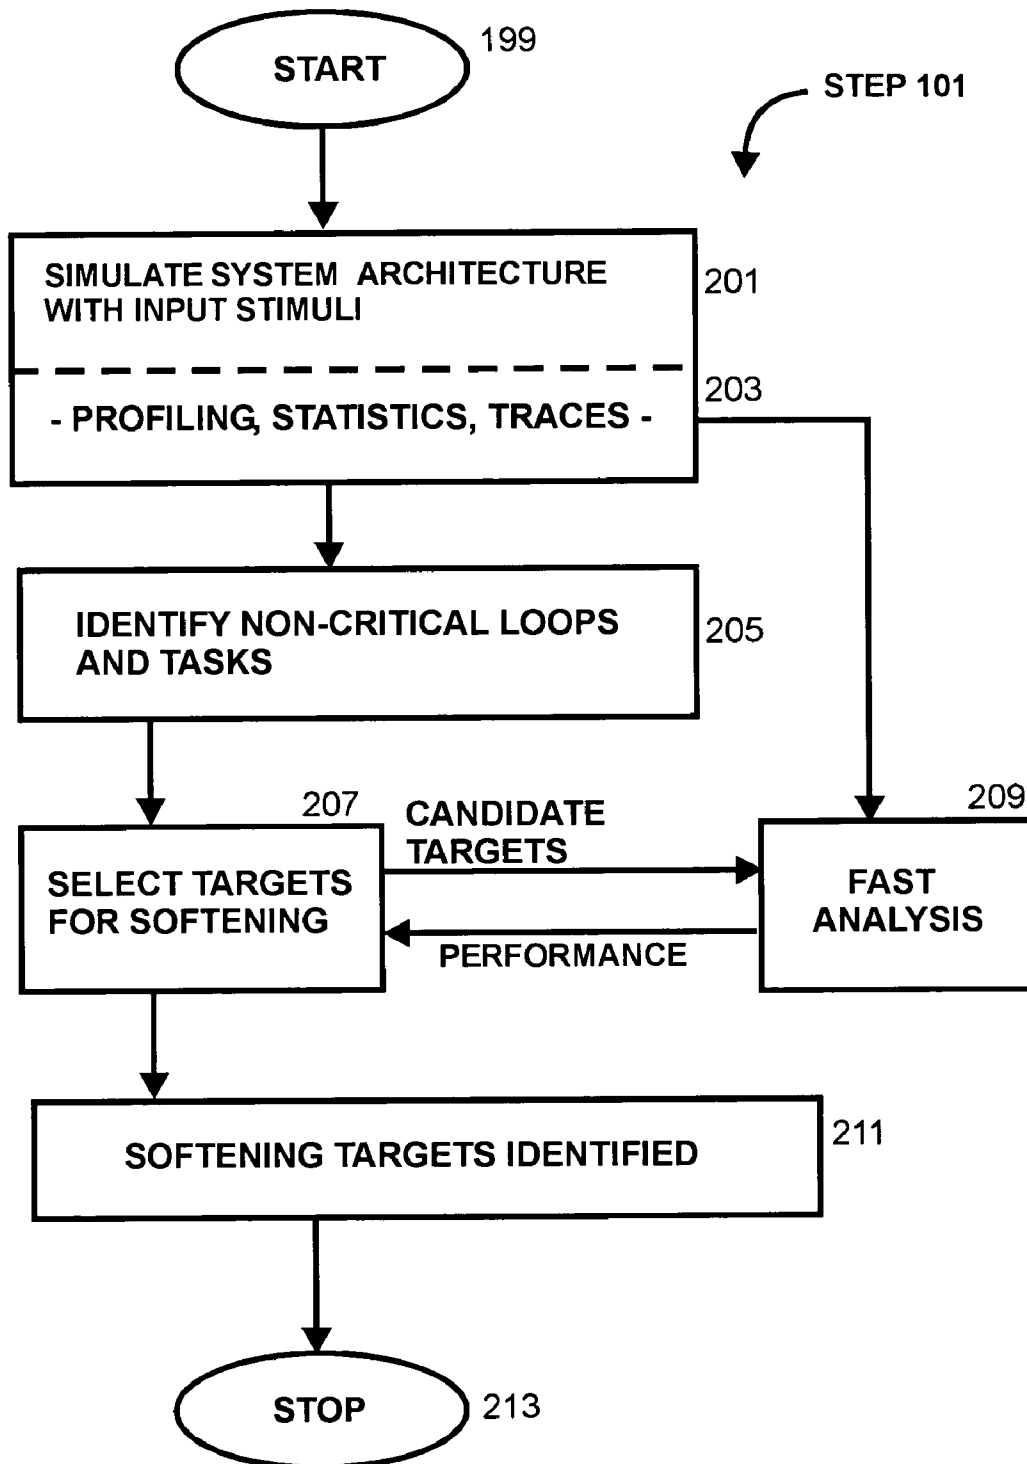 START
199
STEP 101
SIMULATE SYSTEM ARCHITECTURE
WITH INPUT STIMULI
201
- PROFILING, STATISTICS, TRACES -
203
IDENTIFY NON-CRITICAL LOOPS
AND TASKS
205
207
SELECT TARGETS
FOR SOFTENING
CANDIDATE
TARGETS
PERFORMANCE
209
FAST
ANALYSIS
SOFTENING TARGETS IDENTIFIED
211
STOP
213